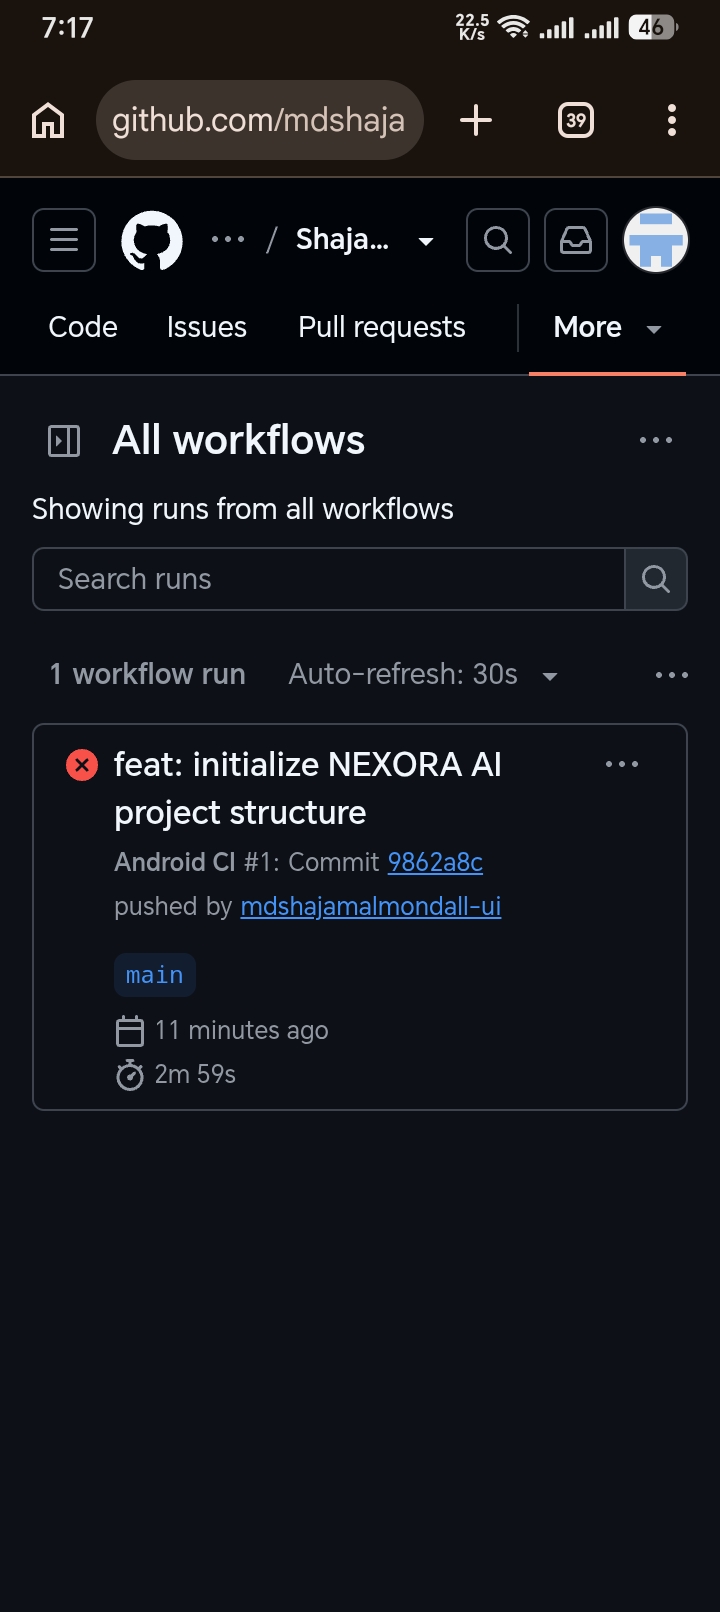 7:17
22.5
K/s
46
github.com/mdshaja
39
... / Shaja...
Code Issues Pull requests More
All workflows
Showing runs from all workflows
Search runs
1 workflow run Auto-refresh: 30s
feat: initialize NEXORA AI
project structure
Android CI #1: Commit 9862a8c
pushed by mdshajamalmondall-ui
main
11 minutes ago
2m 59s